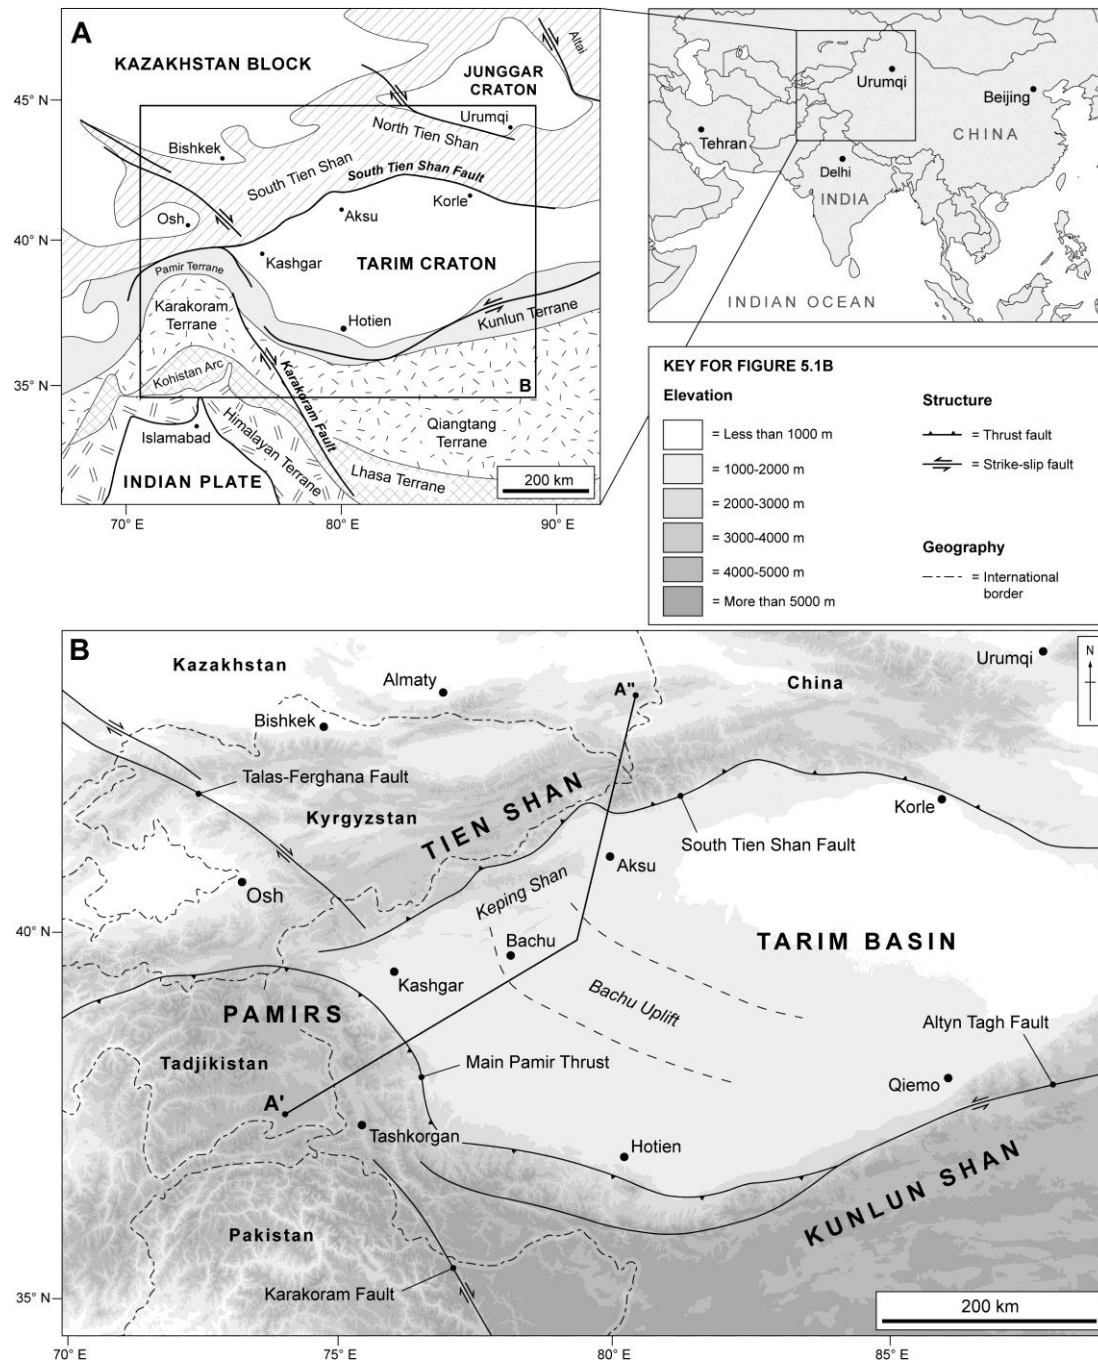 A
KAZAKHSTAN BLOCK
JUNGGAR
CRATON
Altai
45° N
Urumqi
North Tien Shan
Bishkek
South Tien Shan
South Tien Shan Fault
Korle
Osh
Aksu
40° N
Kashgar
TARIM CRATON
Pamir Terrane
Karakoram
Terrane
Hotien
Kunlun Terrane
35° N
Kohistan Arc
Karakoram Fault
B
Islamabad
Himalayan Terrane
Qiangtang
Terrane
INDIAN PLATE
Lhasa Terrane
200 km
70° E
80° E
90° E
Urumqi
Beijing
Tehran
CHINA
Delhi
INDIA
INDIAN OCEAN
KEY FOR FIGURE 5.1B
Elevation
= Less than 1000 m
= 1000-2000 m
= 2000-3000 m
= 3000-4000 m
= 4000-5000 m
= More than 5000 m
Structure
= Thrust fault
= Strike-slip fault
Geography
= International
border
B
Kazakhstan
Almaty
A"
China
Urumqi
N
Bishkek
Talas-Ferghana Fault
Kyrgyzstan
TIEN SHAN
Korle
South Tien Shan Fault
Aksu
Osh
Keping Shan
40° N
Bachu
TARIM BASIN
Kashgar
Bachu Uplift
PAMIRS
Altyn Tagh Fault
Tadjikistan
Main Pamir Thrust
Qiemo
A'
Tashkorgan
Hotien
KUNLUN SHAN
Pakistan
Karakoram Fault
200 km
35° N
70° E
75° E
80° E
85° E